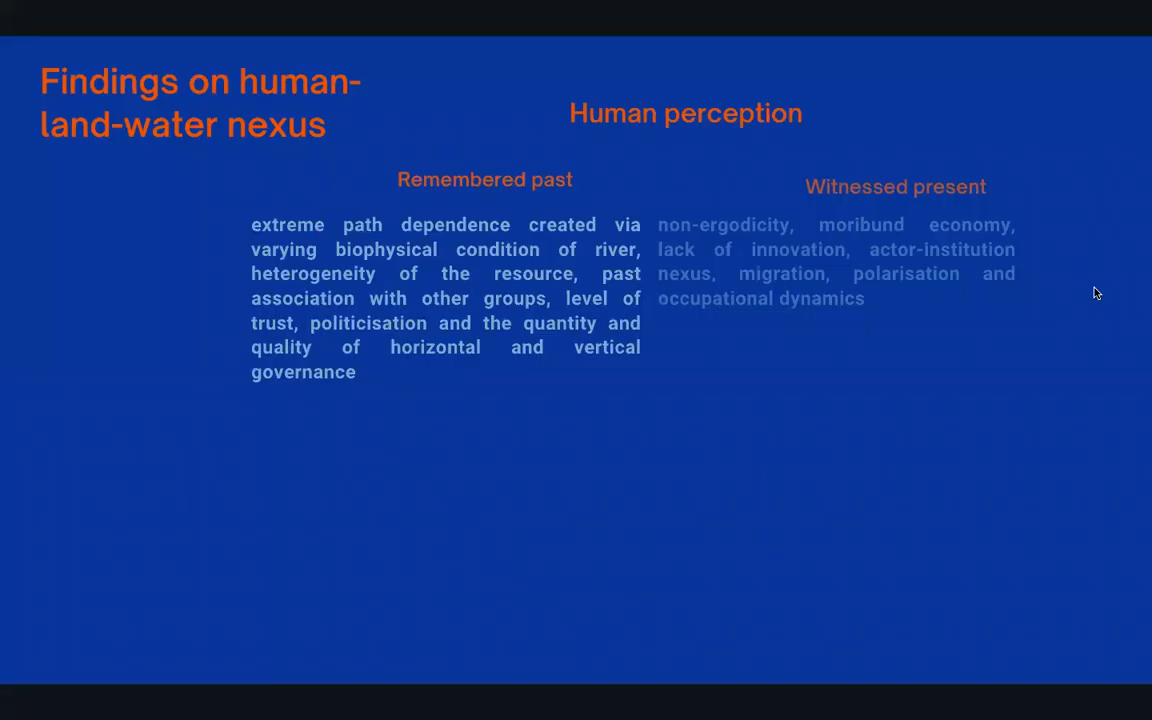 Findings on human-
land-water nexus
Human perception
Remembered past
extreme path dependence created via
varying biophysical condition of river,
heterogeneity of the resource, past
association with other groups, level of
trust, politicisation and the quantity and
quality of horizontal and vertical
governance
Witnessed present
non-ergodicity, moribund economy,
lack of innovation, actor-institution
nexus, migration, polarisation and
occupational dynamics